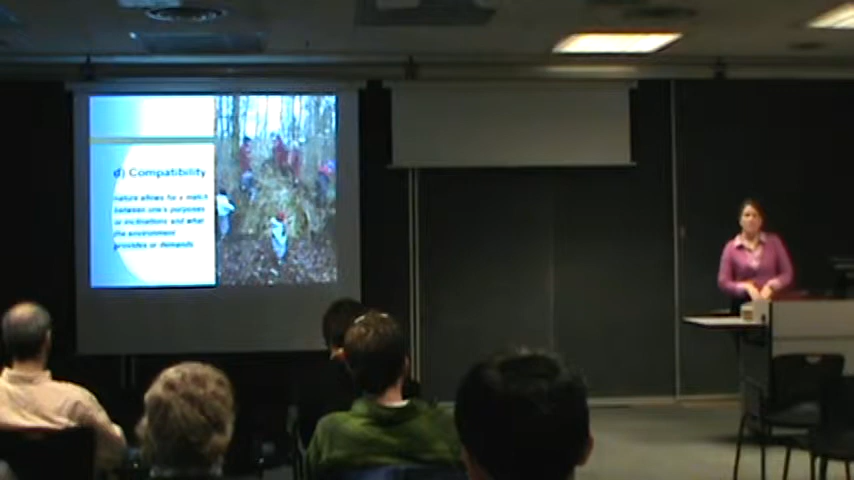 d) Compatibility
nature allows for a match
between one's purposes
or inclinations and what
the environment
provides or demands